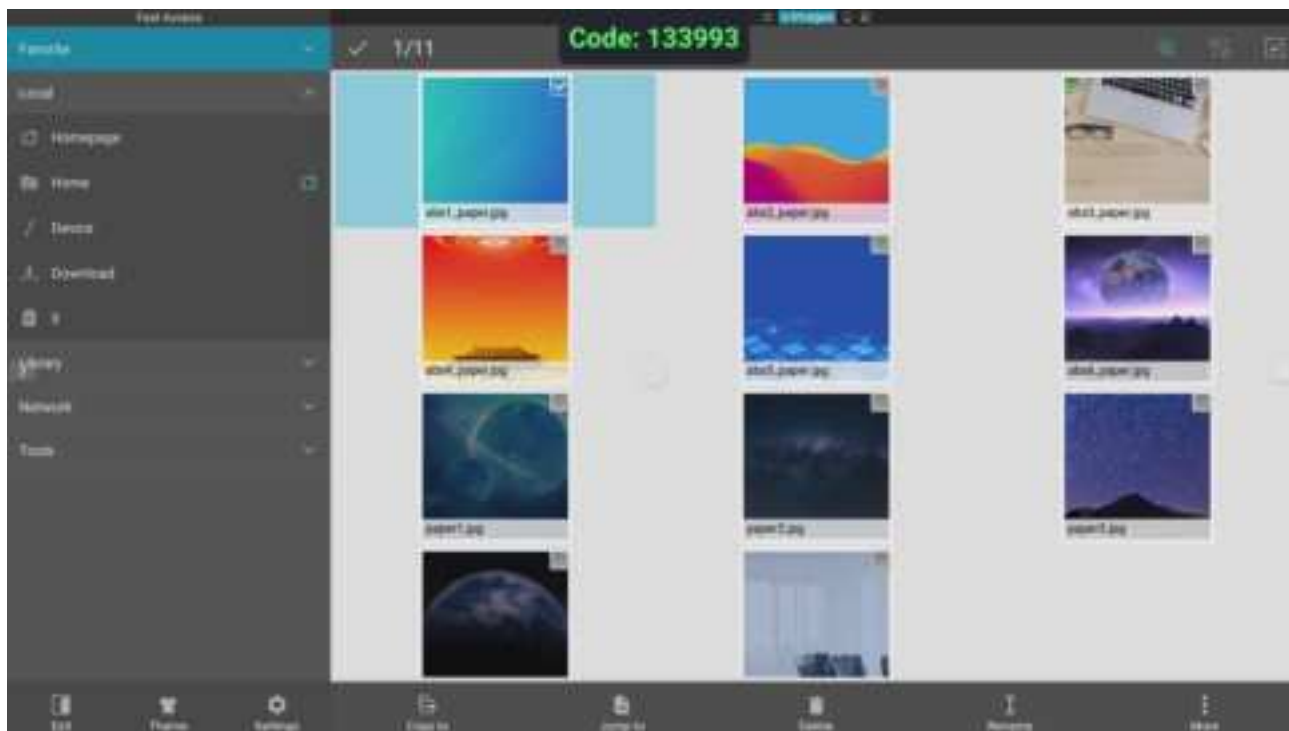 Fast Access
Images
Favorite
1/11
Code: 133993
Local
Homepage
Home
Device
Download
Library
Network
Tools
abs1_paper.jpg
abs2_paper.jpg
abs3_paper.jpg
abs4_paper.jpg
abs5_paper.jpg
abs6_paper.jpg
paper1.jpg
paper2.jpg
paper3.jpg
Exit
Theme
Settings
Copy to
Jump to
Delete
Rename
More